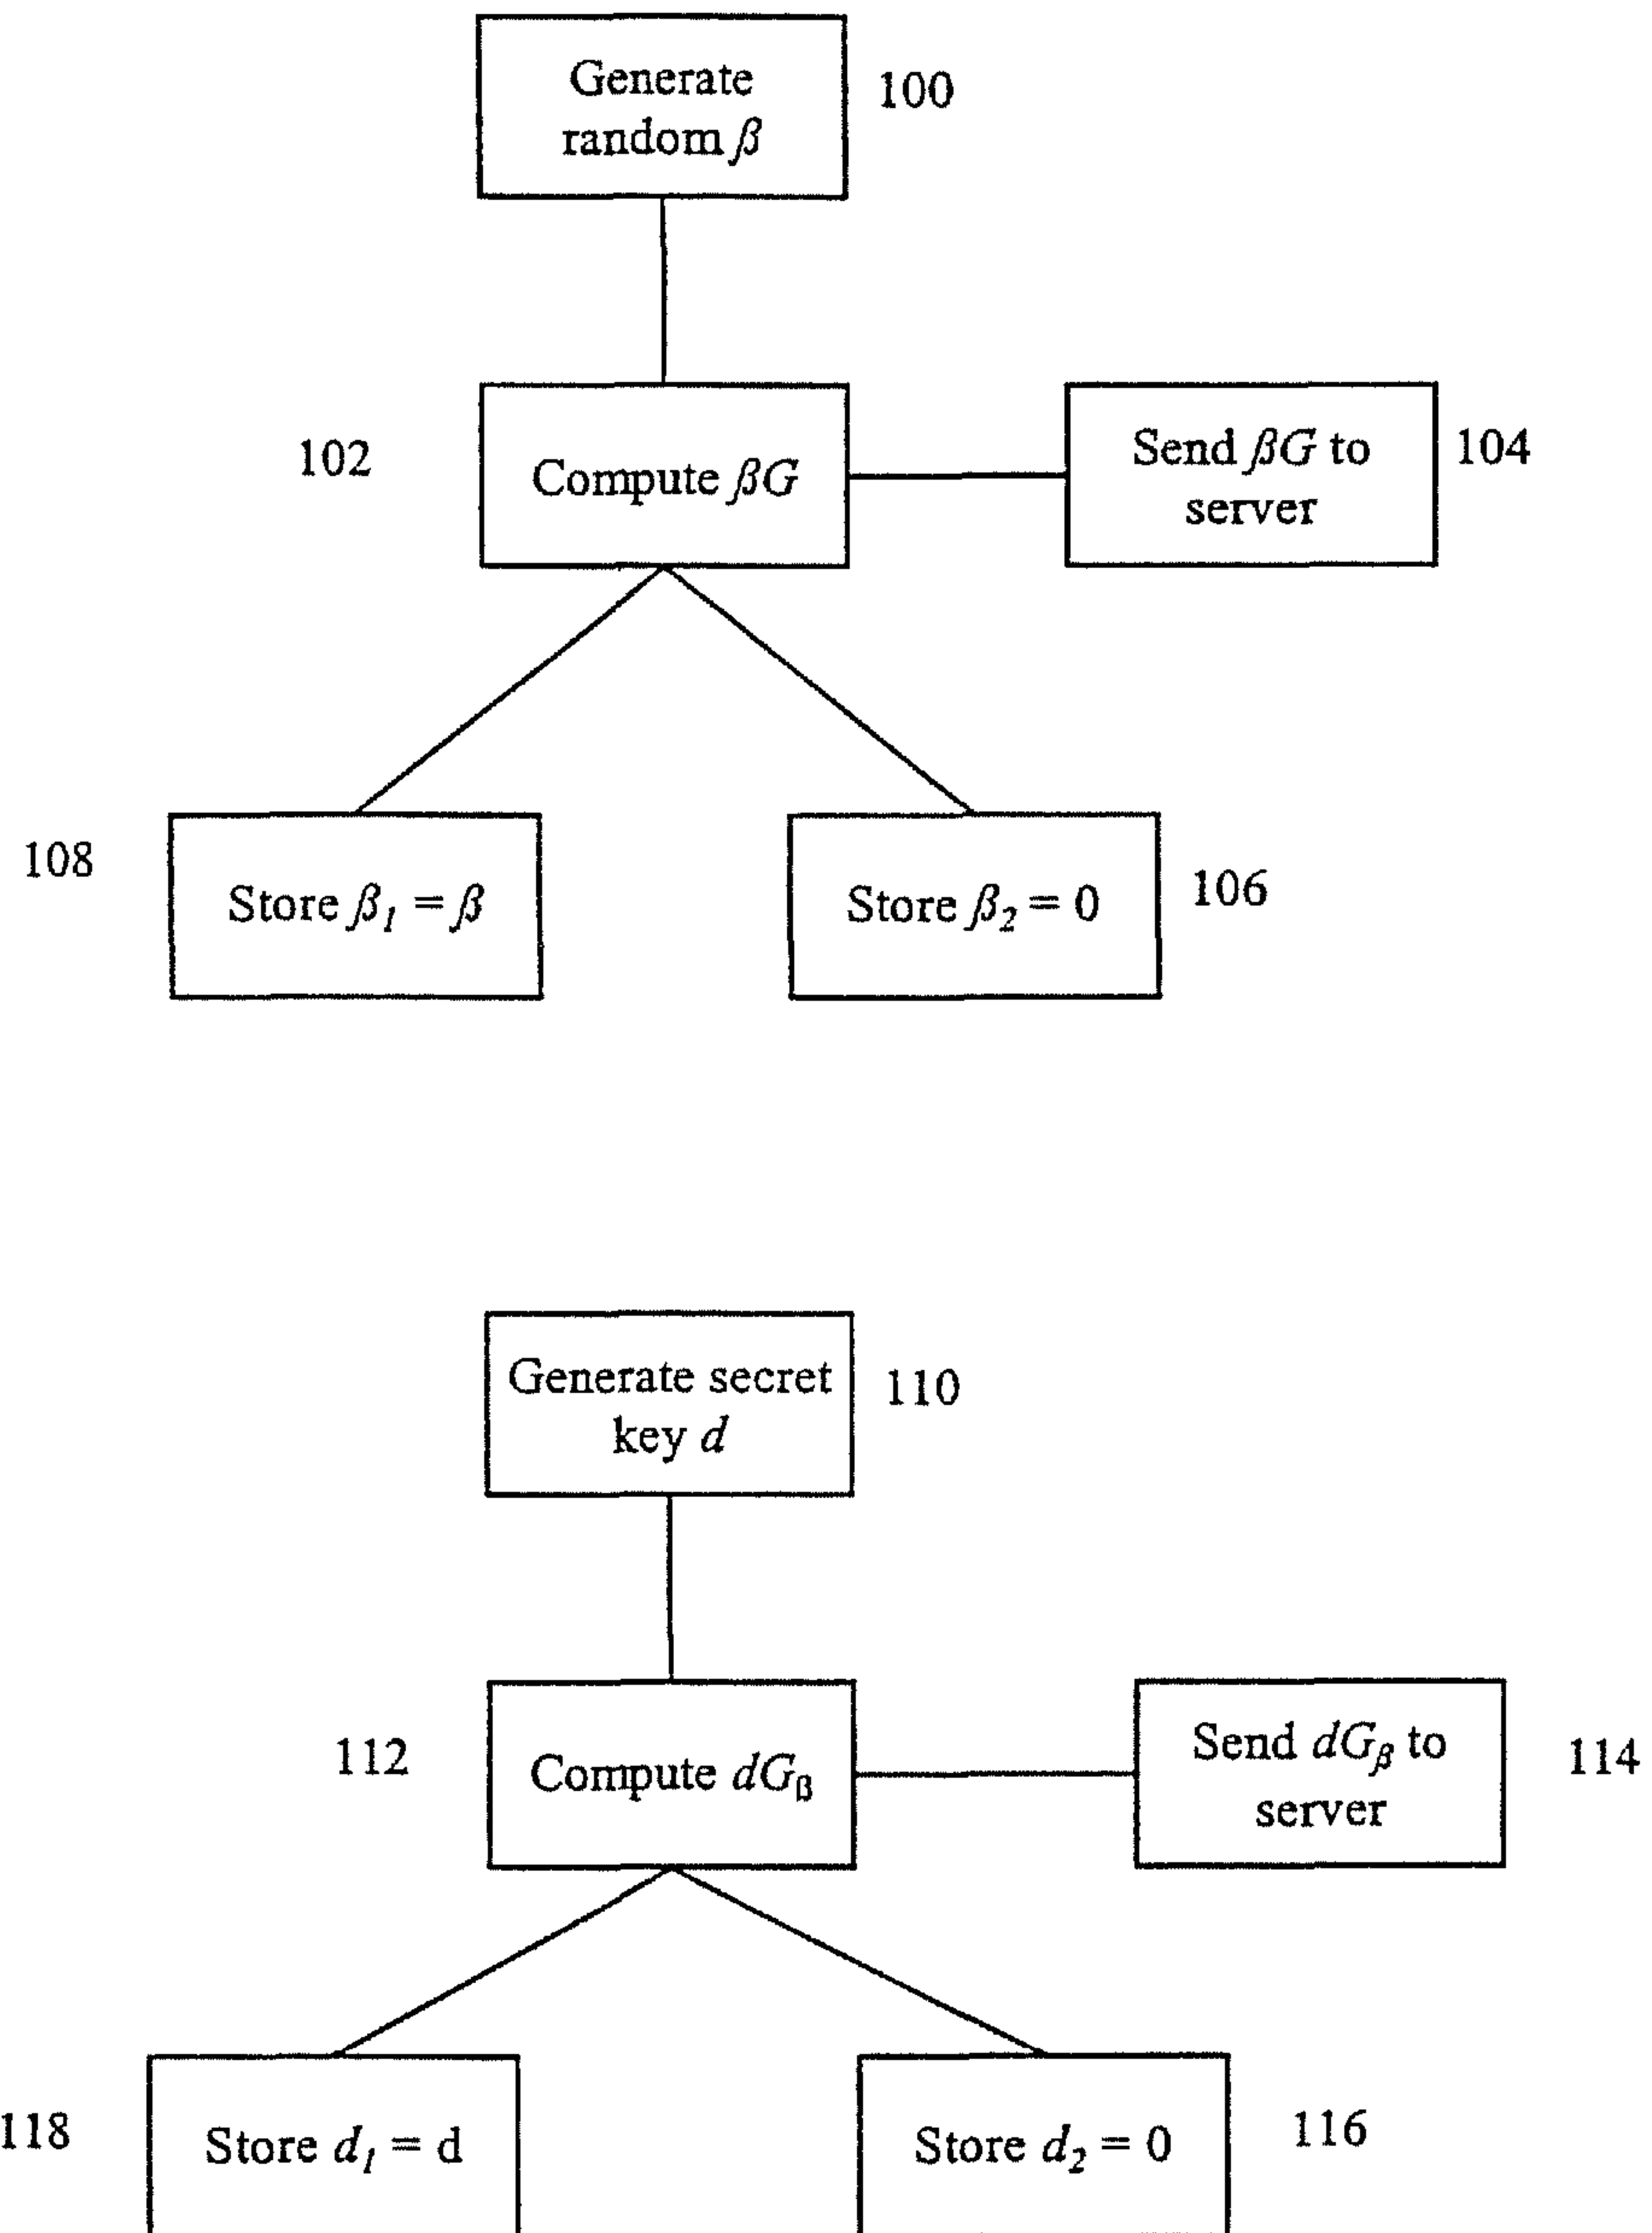 Generate
random β
100
102
Compute βG
Send βG to
server
104
108
Store β₁ = β
Store β₂ = 0
106
Generate secret
key d
110
112
Compute dGᵦ
Send dGᵦ to
server
114
118
Store d₁ = d
Store d₂ = 0
116